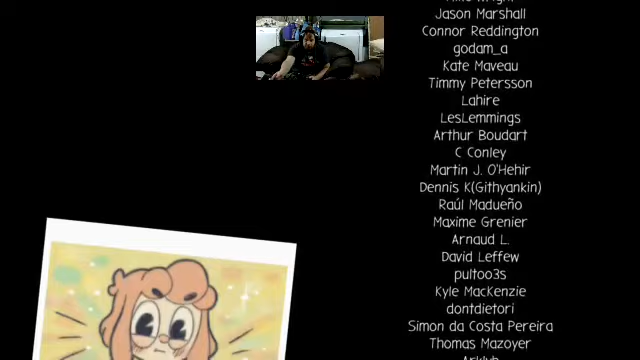 Jason Marshall
Connor Reddington
godam_a
Kate Maveau
Timmy Petersson
Lahire
LesLemmings
Arthur Boudart
C Conley
Martin J. O'Hehir
Dennis K(Githyankin)
Raúl Madueño
Maxime Grenier
Arnaud L.
David Leffew
pultoo3s
Kyle MacKenzie
dontdietori
Simon da Costa Pereira
Thomas Mazoyer